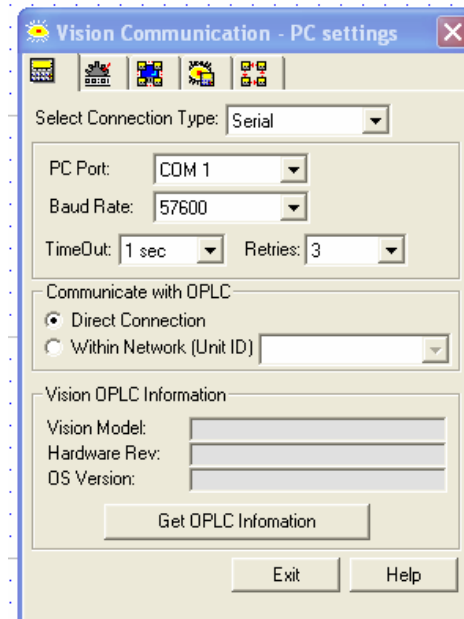 Vision Communication - PC settings
Select Connection Type: Serial
PC Port: COM 1
Baud Rate: 57600
TimeOut: 1 sec Retries: 3
Communicate with OPLC
Direct Connection
Within Network (Unit ID)
Vision OPLC Information
Vision Model:
Hardware Rev:
OS Version:
Get OPLC Infomation
Exit Help